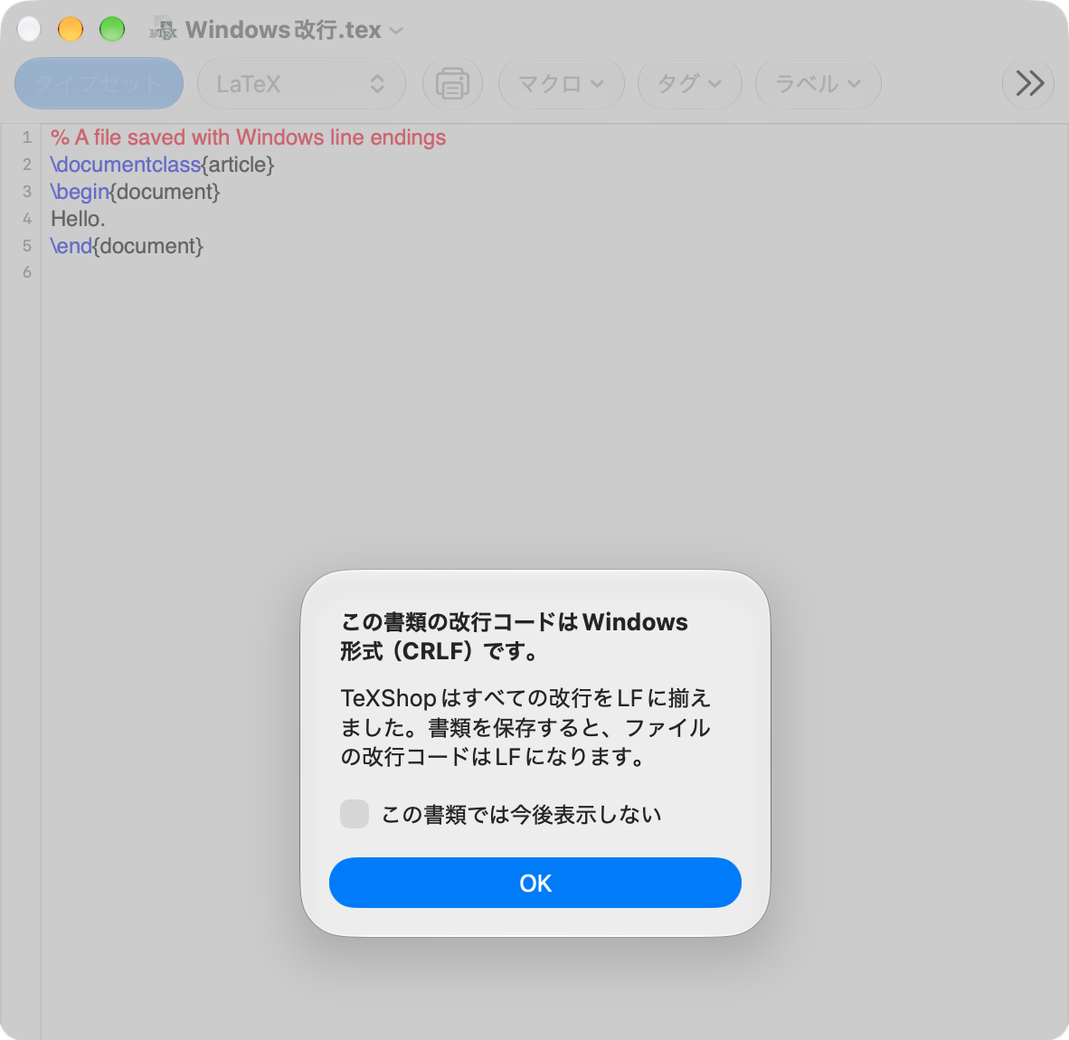 Windows改行.tex
タイプセット LaTeX マクロ タグ ラベル
1 % A file saved with Windows line endings
2 \documentclass{article}
3 \begin{document}
4 Hello.
5 \end{document}
6
この書類の改行コードはWindows
形式（CRLF）です。
TeXShopはすべての改行をLFに揃え
ました。書類を保存すると、ファイル
の改行コードはLFになります。
この書類では今後表示しない
OK